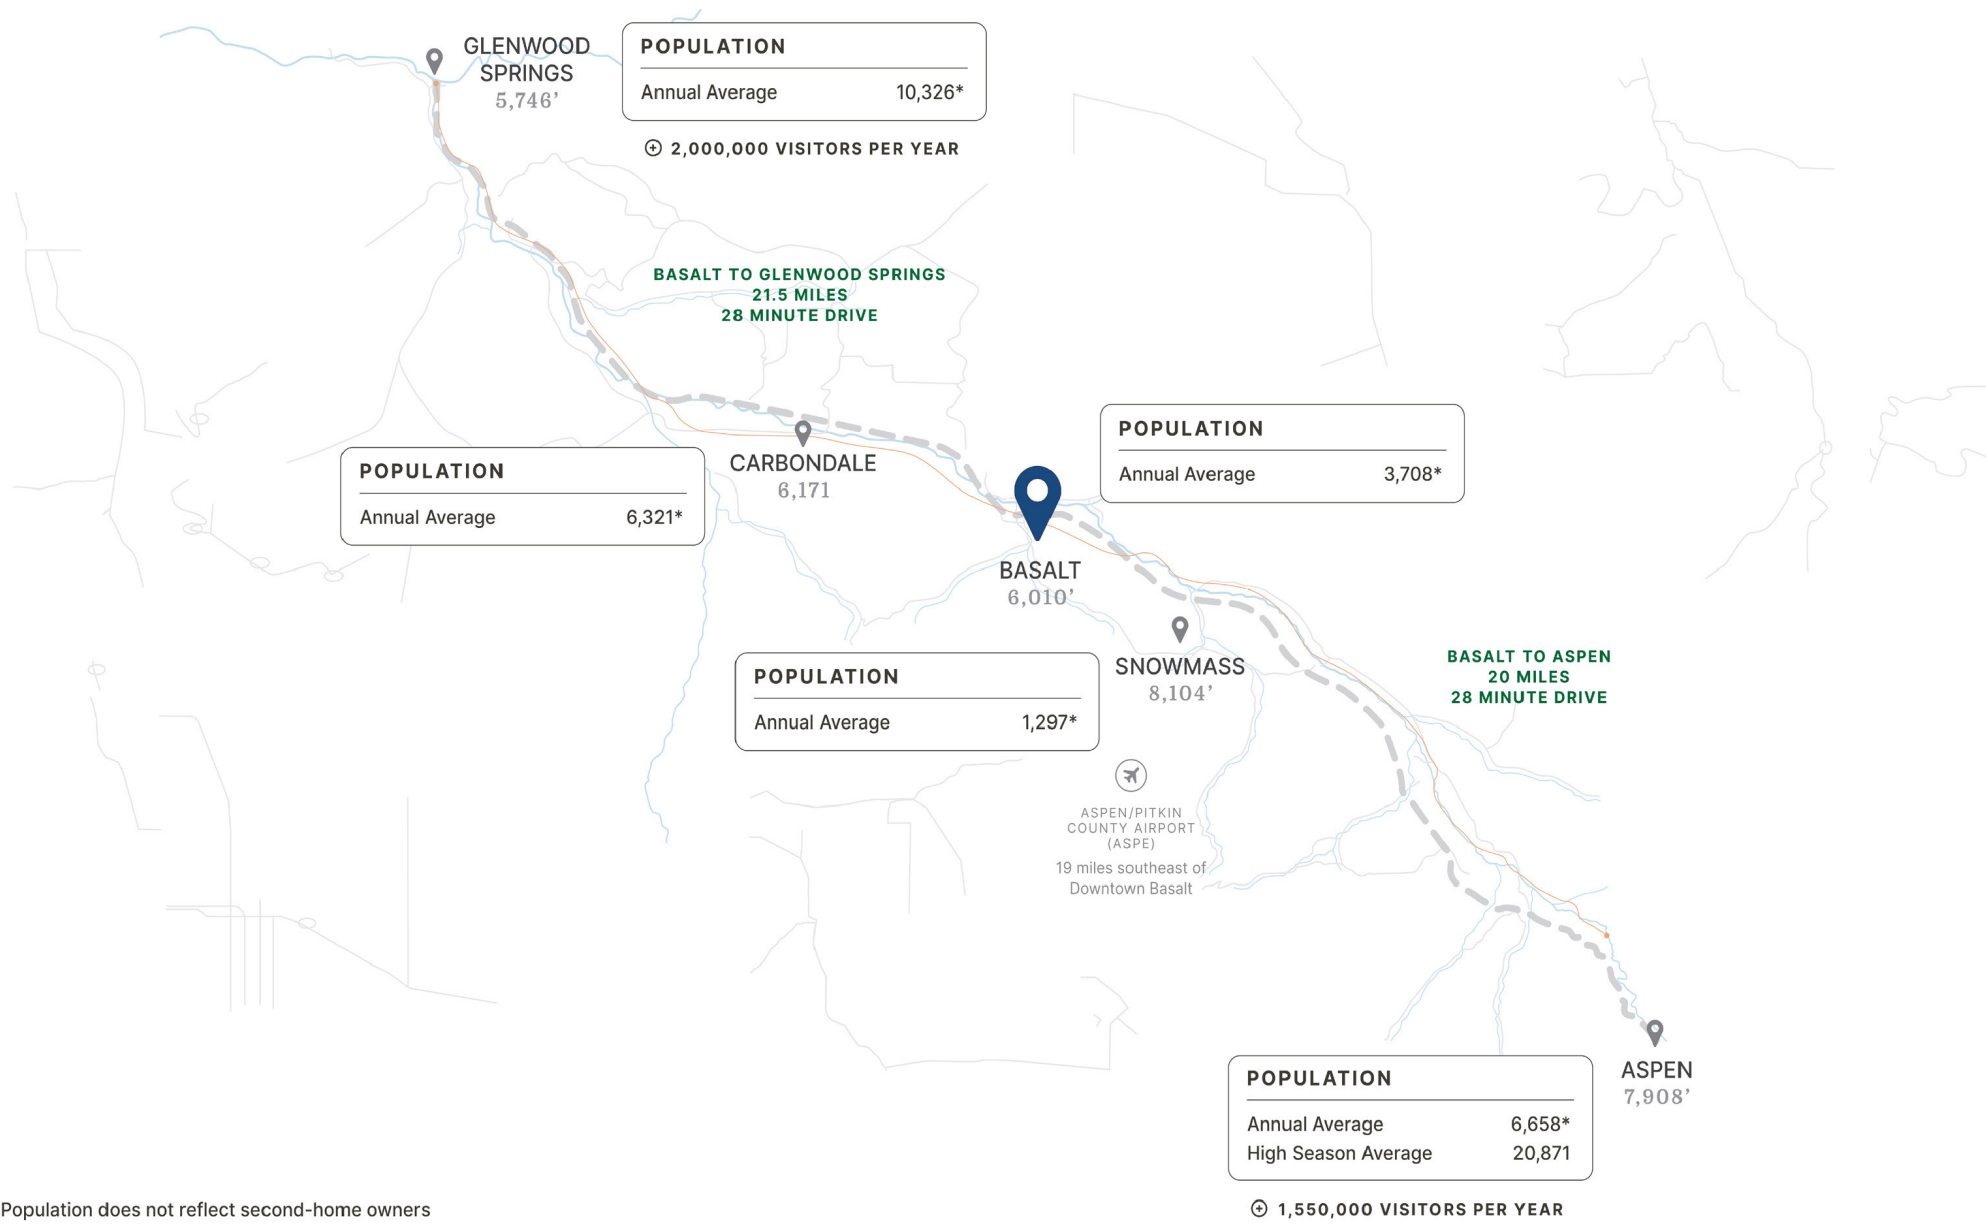 GLENWOOD
SPRINGS
5,746’
POPULATION
Annual Average 10,326*
2,000,000 VISITORS PER YEAR
BASALT TO GLENWOOD SPRINGS
21.5 MILES
28 MINUTE DRIVE
POPULATION
Annual Average 6,321*
CARBONDALE
6,171
POPULATION
Annual Average 3,708*
BASALT
6,010’
POPULATION
Annual Average 1,297*
SNOWMASS
8,104’
BASALT TO ASPEN
20 MILES
28 MINUTE DRIVE
ASPEN/PITKIN
COUNTY AIRPORT
(ASPE)
19 miles southeast of
Downtown Basalt
POPULATION
Annual Average 6,658*
High Season Average 20,871
ASPEN
7,908’
1,550,000 VISITORS PER YEAR
Population does not reflect second-home owners